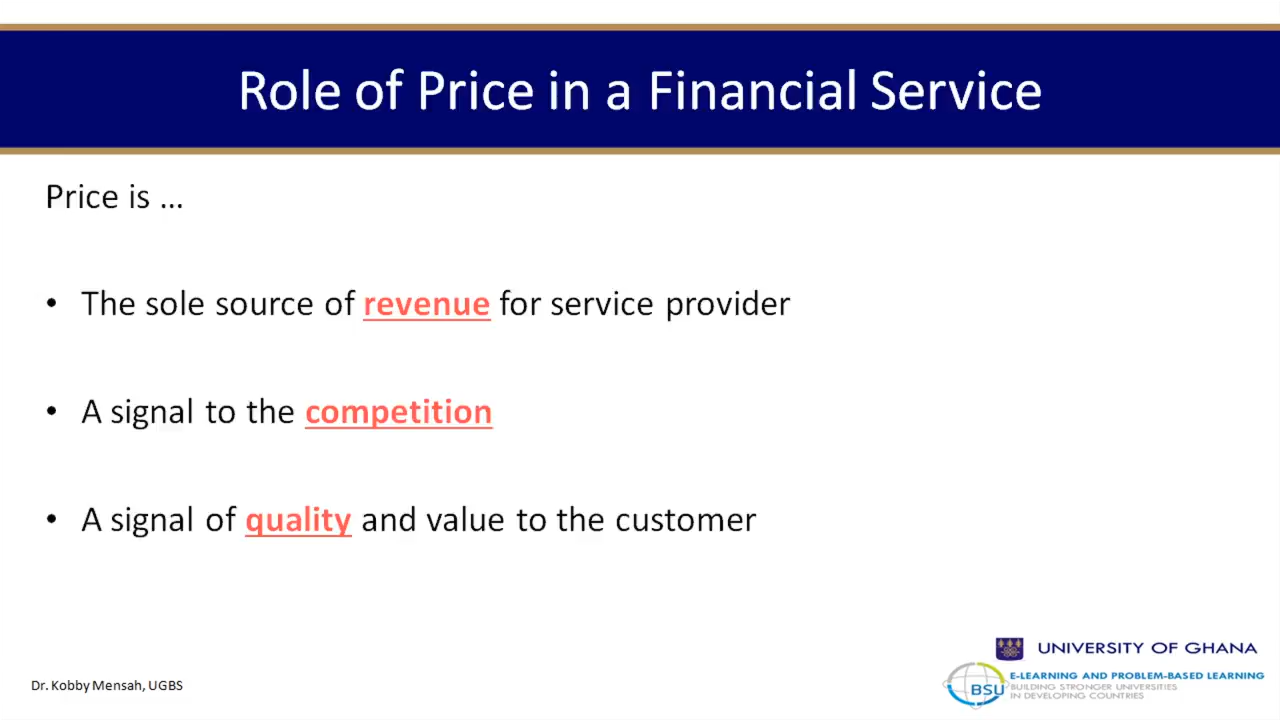 Role of Price in a Financial Service
Price is ...
• The sole source of revenue for service provider
• A signal to the competition
• A signal of quality and value to the customer
Dr. Kobby Mensah, UGBS
UNIVERSITY OF GHANA
BSU
E-LEARNING AND PROBLEM-BASED LEARNING
BUILDING STRONGER UNIVERSITIES
IN DEVELOPING COUNTRIES